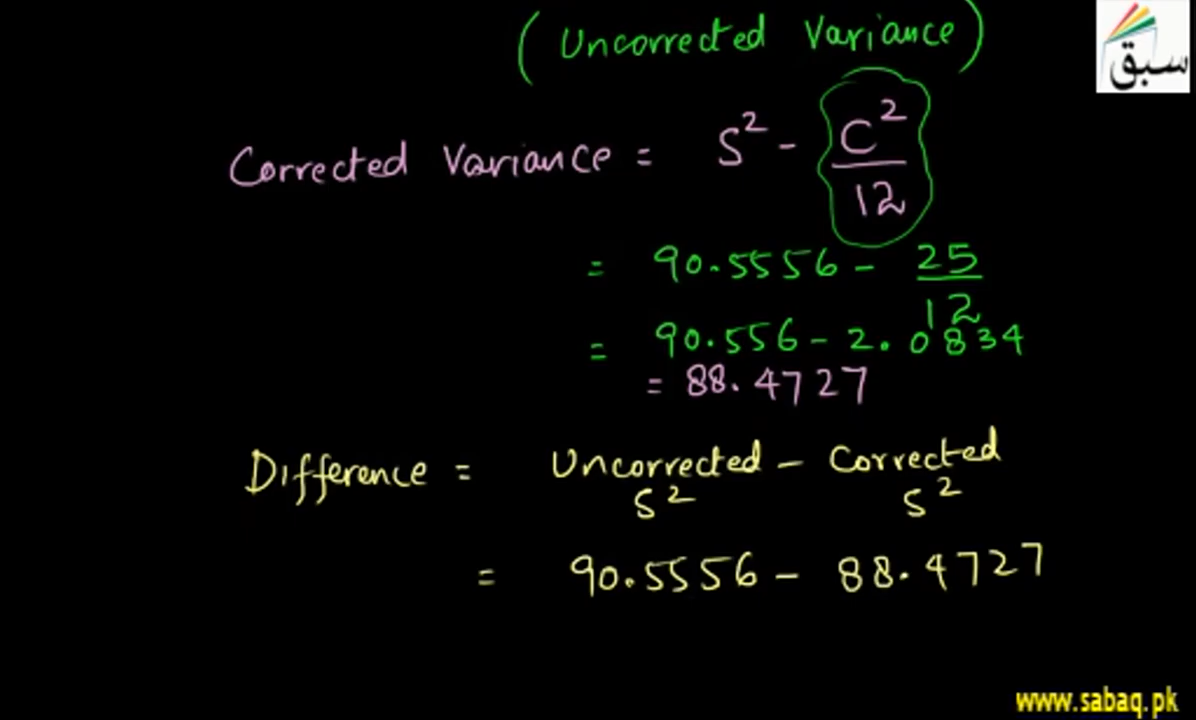 (Uncorrected Variance)
سبق
Corrected Variance = S² - C²/12
= 90.5556 - 25/12
= 90.556 - 2.0834
= 88.4727
Difference = Uncorrected S² - Corrected S²
= 90.5556 - 88.4727
www.sabaq.pk